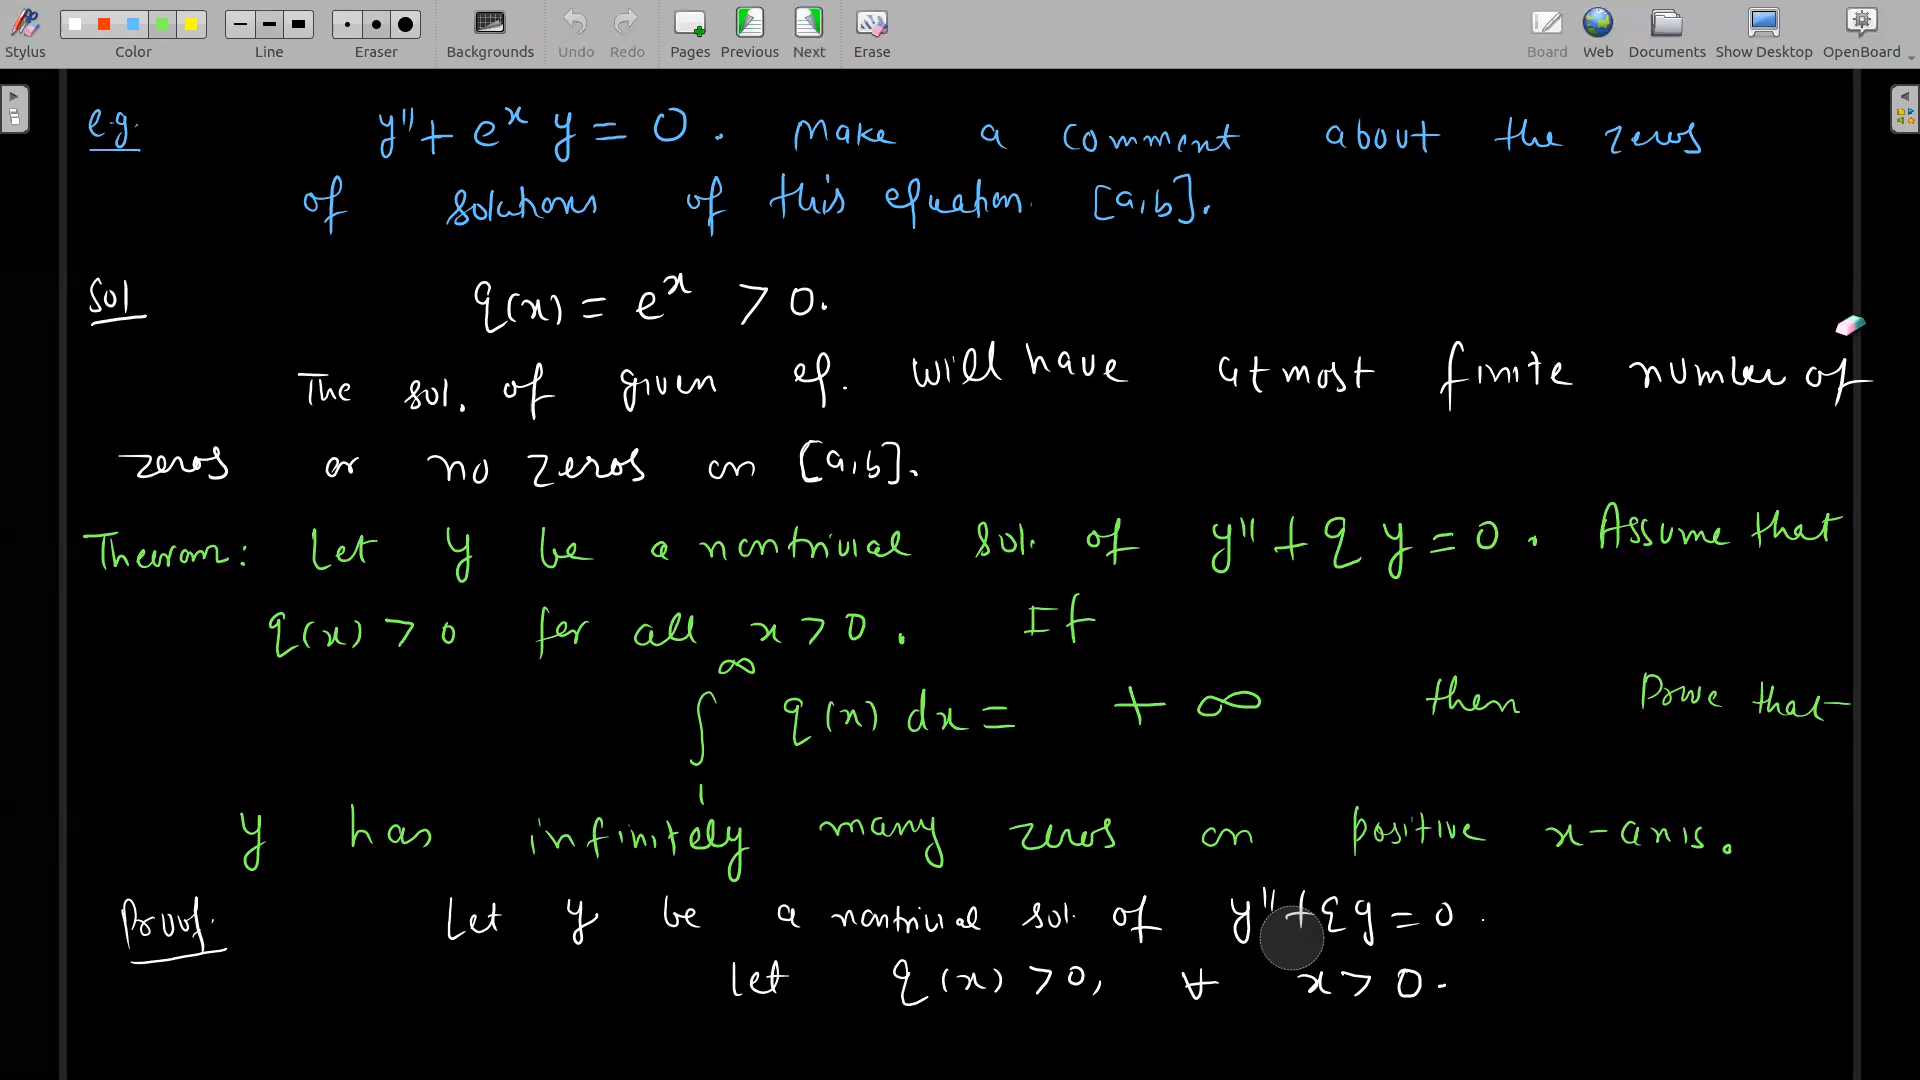 Stylus Color Line Eraser Backgrounds Undo Redo Pages Previous Next Erase Board Web Documents Show Desktop OpenBoard
e.g. y'' + e^x y = 0. Make a comment about the zeros
of solutions of this equation. [a,b].
Sol q(x) = e^x > 0.
The sol. of given eq. will have atmost finite number of
zeros or no zeros on [a,b].
Theorem: Let y be a nontrivial sol. of y'' + q y = 0. Assume that
q(x) > 0 for all x > 0. If
∫_1^∞ q(x) dx = + ∞ then Prove that
y has infinitely many zeros on positive x-axis.
Proof. Let y be a nontrivial sol. of y'' + q y = 0.
Let q(x) > 0, ∀ x > 0.